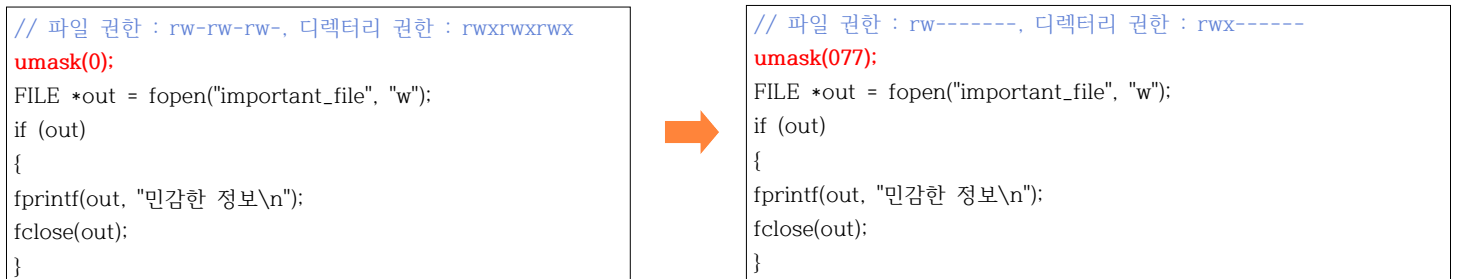 // 파일 권한 : rw-rw-rw-, 디렉터리 권한 : rwxrwxrwx
umask(0);
FILE *out = fopen("important_file", "w");
if (out)
{
fprintf(out, "민감한 정보\n");
fclose(out);
}
// 파일 권한 : rw-------, 디렉터리 권한 : rwx------
umask(077);
FILE *out = fopen("important_file", "w");
if (out)
{
fprintf(out, "민감한 정보\n");
fclose(out);
}